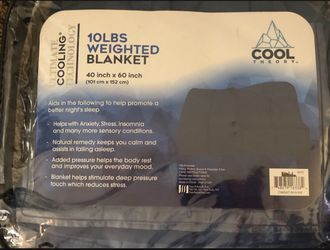 ULTIMATE
COOLING
TECHNOLOGY
10LBS
WEIGHTED
BLANKET
40 inch x 60 inch
(101 cm x 152 cm)
COOL
THEORY
Aids in the following to help promote a
better night's sleep
- Helps with Anxiety, Stress, Insomnia
and many more sensory conditions.
- Natural remedy keeps you calm and
assists in falling asleep.
- Added pressure helps the body rest
and improves your everyday mood.
- Blanket helps stimulate deep pressure
touch which reduces stress.